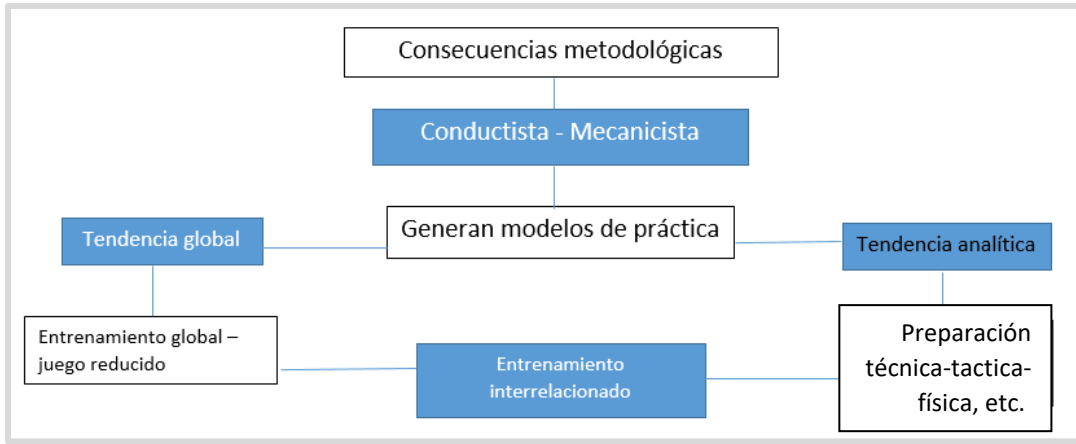 Consecuencias metodológicas
Conductista - Mecanicista
Generan modelos de práctica
Tendencia global
Tendencia analítica
Entrenamiento global –
juego reducido
Entrenamiento
interrelacionado
Preparación
técnica-tactica-
física, etc.